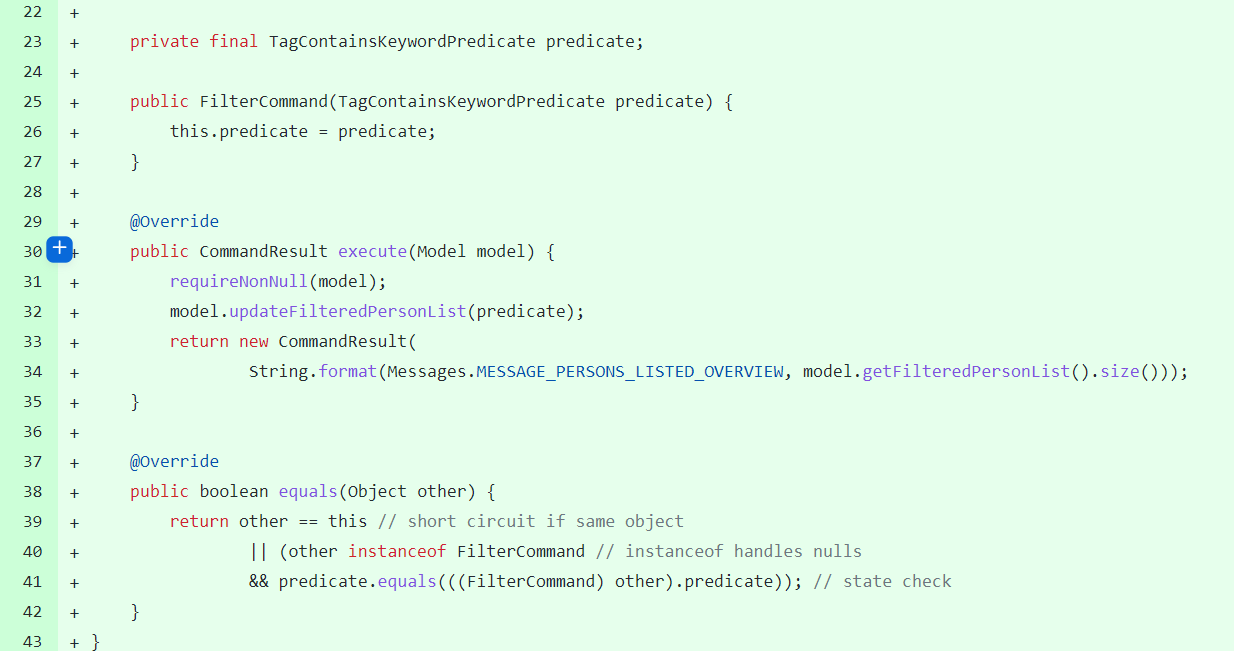 22 +
23 +     private final TagContainsKeywordPredicate predicate;
24 +
25 +     public FilterCommand(TagContainsKeywordPredicate predicate) {
26 +         this.predicate = predicate;
27 +     }
28 +
29 +     @Override
30 + +     public CommandResult execute(Model model) {
31 +         requireNonNull(model);
32 +         model.updateFilteredPersonList(predicate);
33 +         return new CommandResult(
34 +                 String.format(Messages.MESSAGE_PERSONS_LISTED_OVERVIEW, model.getFilteredPersonList().size()));
35 +     }
36 +
37 +     @Override
38 +     public boolean equals(Object other) {
39 +         return other == this // short circuit if same object
40 +                 || (other instanceof FilterCommand // instanceof handles nulls
41 +                 && predicate.equals(((FilterCommand) other).predicate)); // state check
42 +     }
43 + }